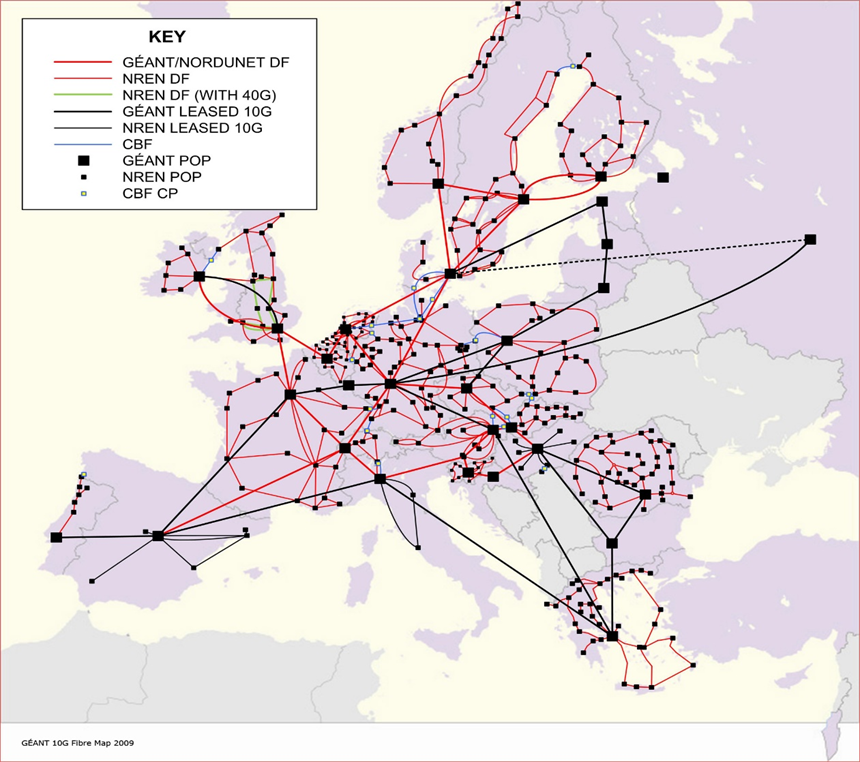 KEY
GÉANT/NORDUNET DF
NREN DF
NREN DF (WITH 40G)
GÉANT LEASED 10G
NREN LEASED 10G
CBF
GÉANT POP
NREN POP
CBF CP
GÉANT 10G Fibre Map 2009